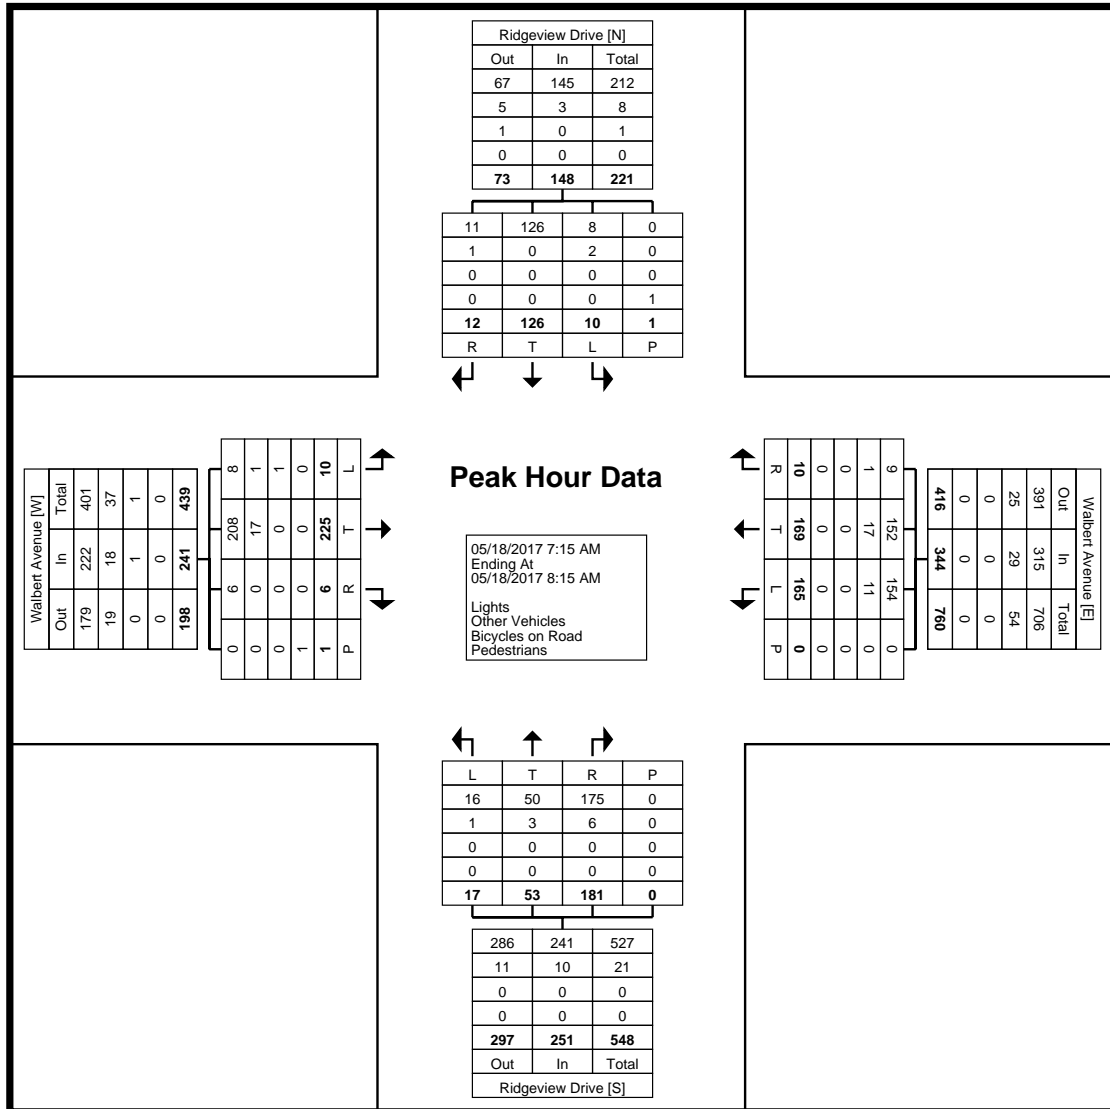 Ridgeview Drive [N]
Out In Total
67 145 212
5 3 8
1 0 1
0 0 0
73 148 221
11 126 8 0
1 0 2 0
0 0 0 0
0 0 0 1
12 126 10 1
R T L P
Walbert Avenue [W]
Total 401 37 1 0 439
In 222 18 1 0 241
Out 179 19 0 0 198
8 1 1 0 10 L
208 17 0 0 225 T
6 0 0 0 6 R
0 0 0 1 1 P
Peak Hour Data
05/18/2017 7:15 AM
Ending At
05/18/2017 8:15 AM
Lights
Other Vehicles
Bicycles on Road
Pedestrians
R 10 0 0 1 9
T 169 0 0 17 152
L 165 0 0 11 154
P 0 0 0 0 0
Walbert Avenue [E]
Out In Total
391 315 706
25 29 54
0 0 0
0 0 0
416 344 760
L T R P
16 50 175 0
1 3 6 0
0 0 0 0
0 0 0 0
17 53 181 0
286 241 527
11 10 21
0 0 0
0 0 0
297 251 548
Out In Total
Ridgeview Drive [S]